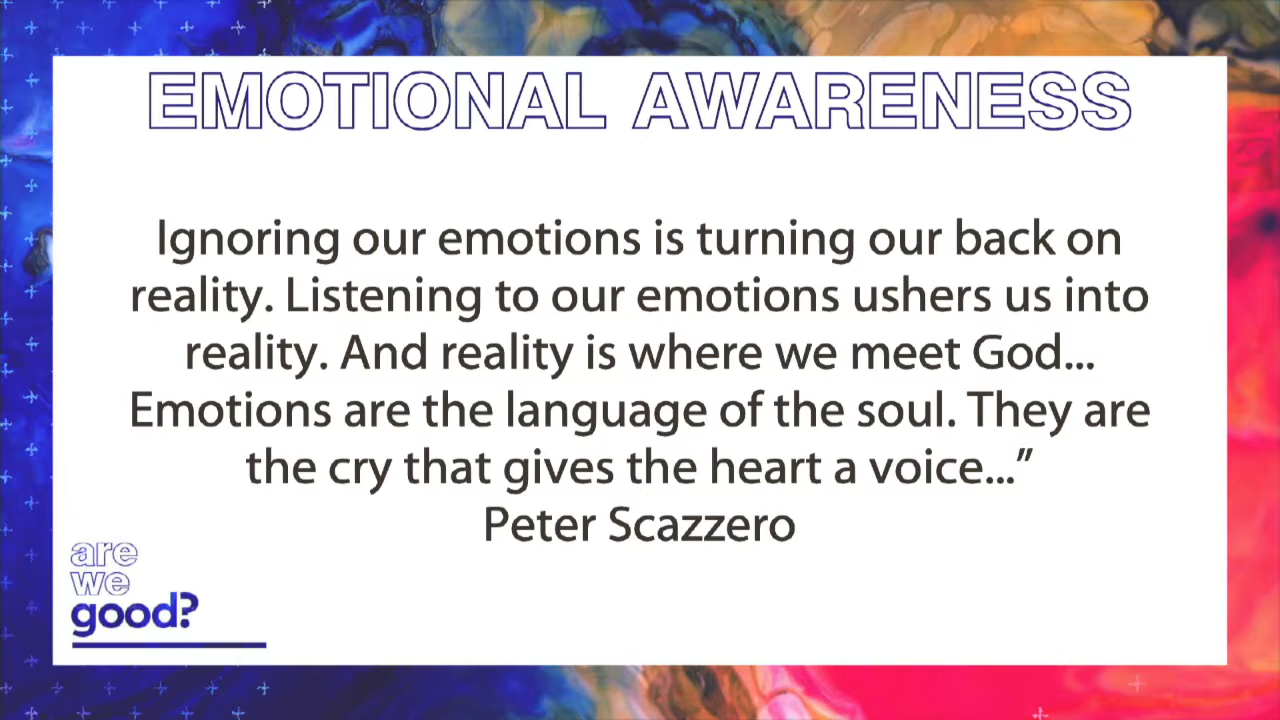 EMOTIONAL AWARENESS
Ignoring our emotions is turning our back on
reality. Listening to our emotions ushers us into
reality. And reality is where we meet God...
Emotions are the language of the soul. They are
the cry that gives the heart a voice...”
Peter Scazzero
are
we
good?